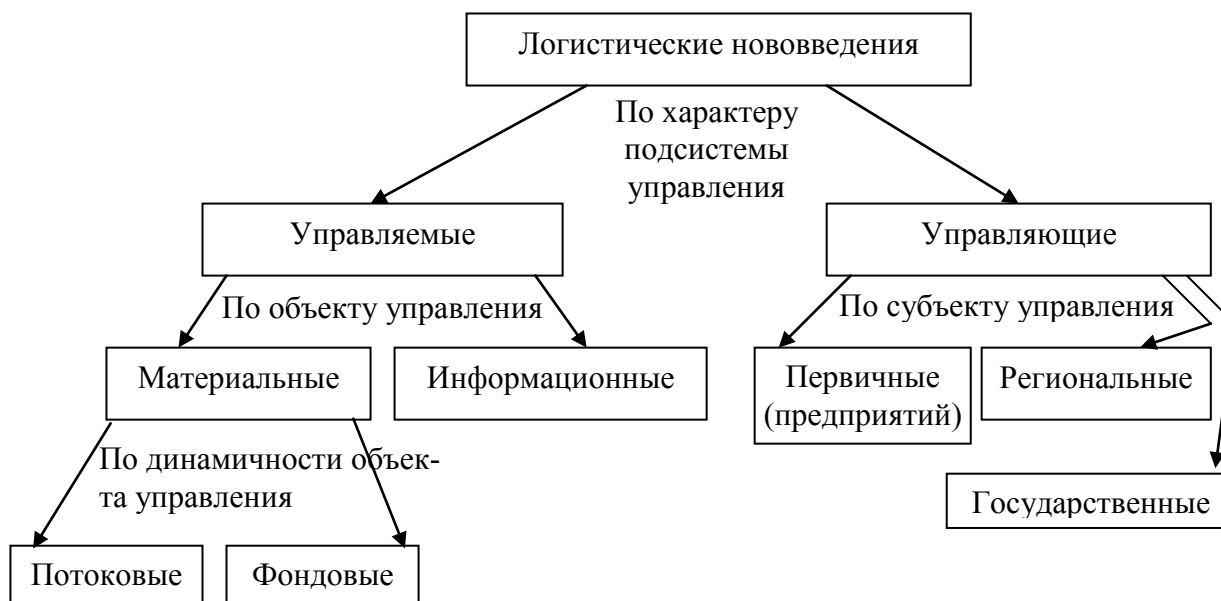 Логистические нововведения
По характеру
подсистемы
управления
Управляемые
Управляющие
По объекту управления
По субъекту управления
Материальные
Информационные
Первичные
(предприятий)
Региональные
По динамичности объек-
та управления
Государственные
Потоковые
Фондовые